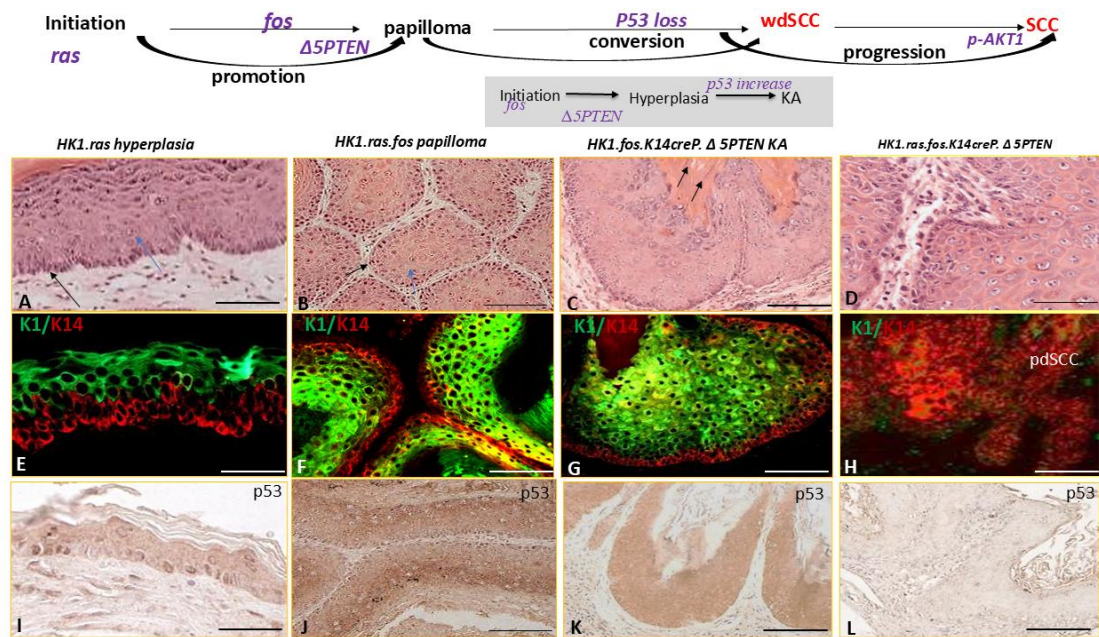 Initiation fos papilloma P53 loss wdSCC SCC
ras Δ5PTEN conversion p-AKT1
promotion progression
Initiation Hyperplasia p53 increase KA
fos Δ5PTEN
HK1.ras hyperplasia HK1.ras.fos papilloma HK1.fos.K14creP. Δ 5PTEN KA HK1.ras.fos.K14creP. Δ 5PTEN
A B C D
K1/K14 K1/K14 K1/K14 K1/K14
pdSCC
E F G H
p53 p53 p53 p53
I J K L